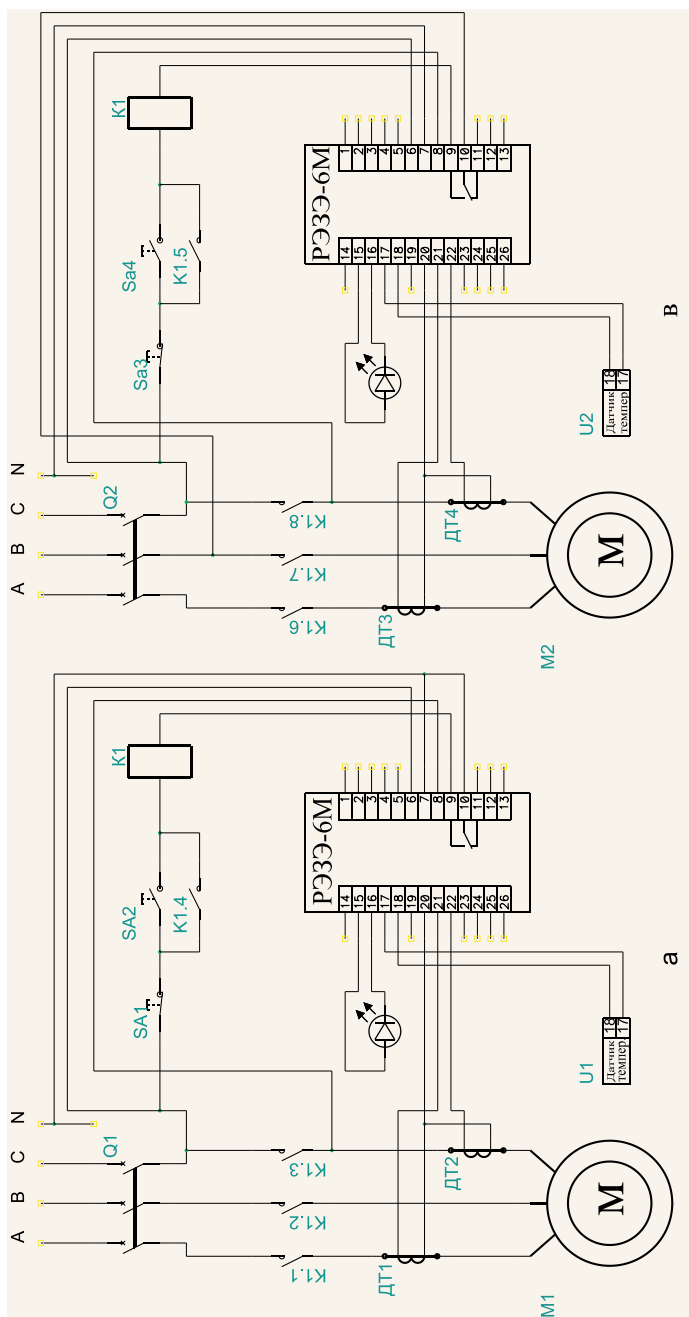 K1
Sa4
K1.5
Sa3
РЭЗЭ-6М
1 2 3 4 5 6 7 8 9 10 11 12 13
14 15 16 17 18 19 20 21 22 23 24 25 26
A B C N
Q2
K1.8
K1.7
K1.6
ДТ4
ДТ3
U2
Датчик
темпер
18
17
M
M2
в
K1
SA2
K1.4
SA1
РЭЗЭ-6М
1 2 3 4 5 6 7 8 9 10 11 12 13
14 15 16 17 18 19 20 21 22 23 24 25 26
A B C N
Q1
K1.3
K1.2
K1.1
ДТ2
ДТ1
U1
Датчик
темпер
18
17
M
M1
а